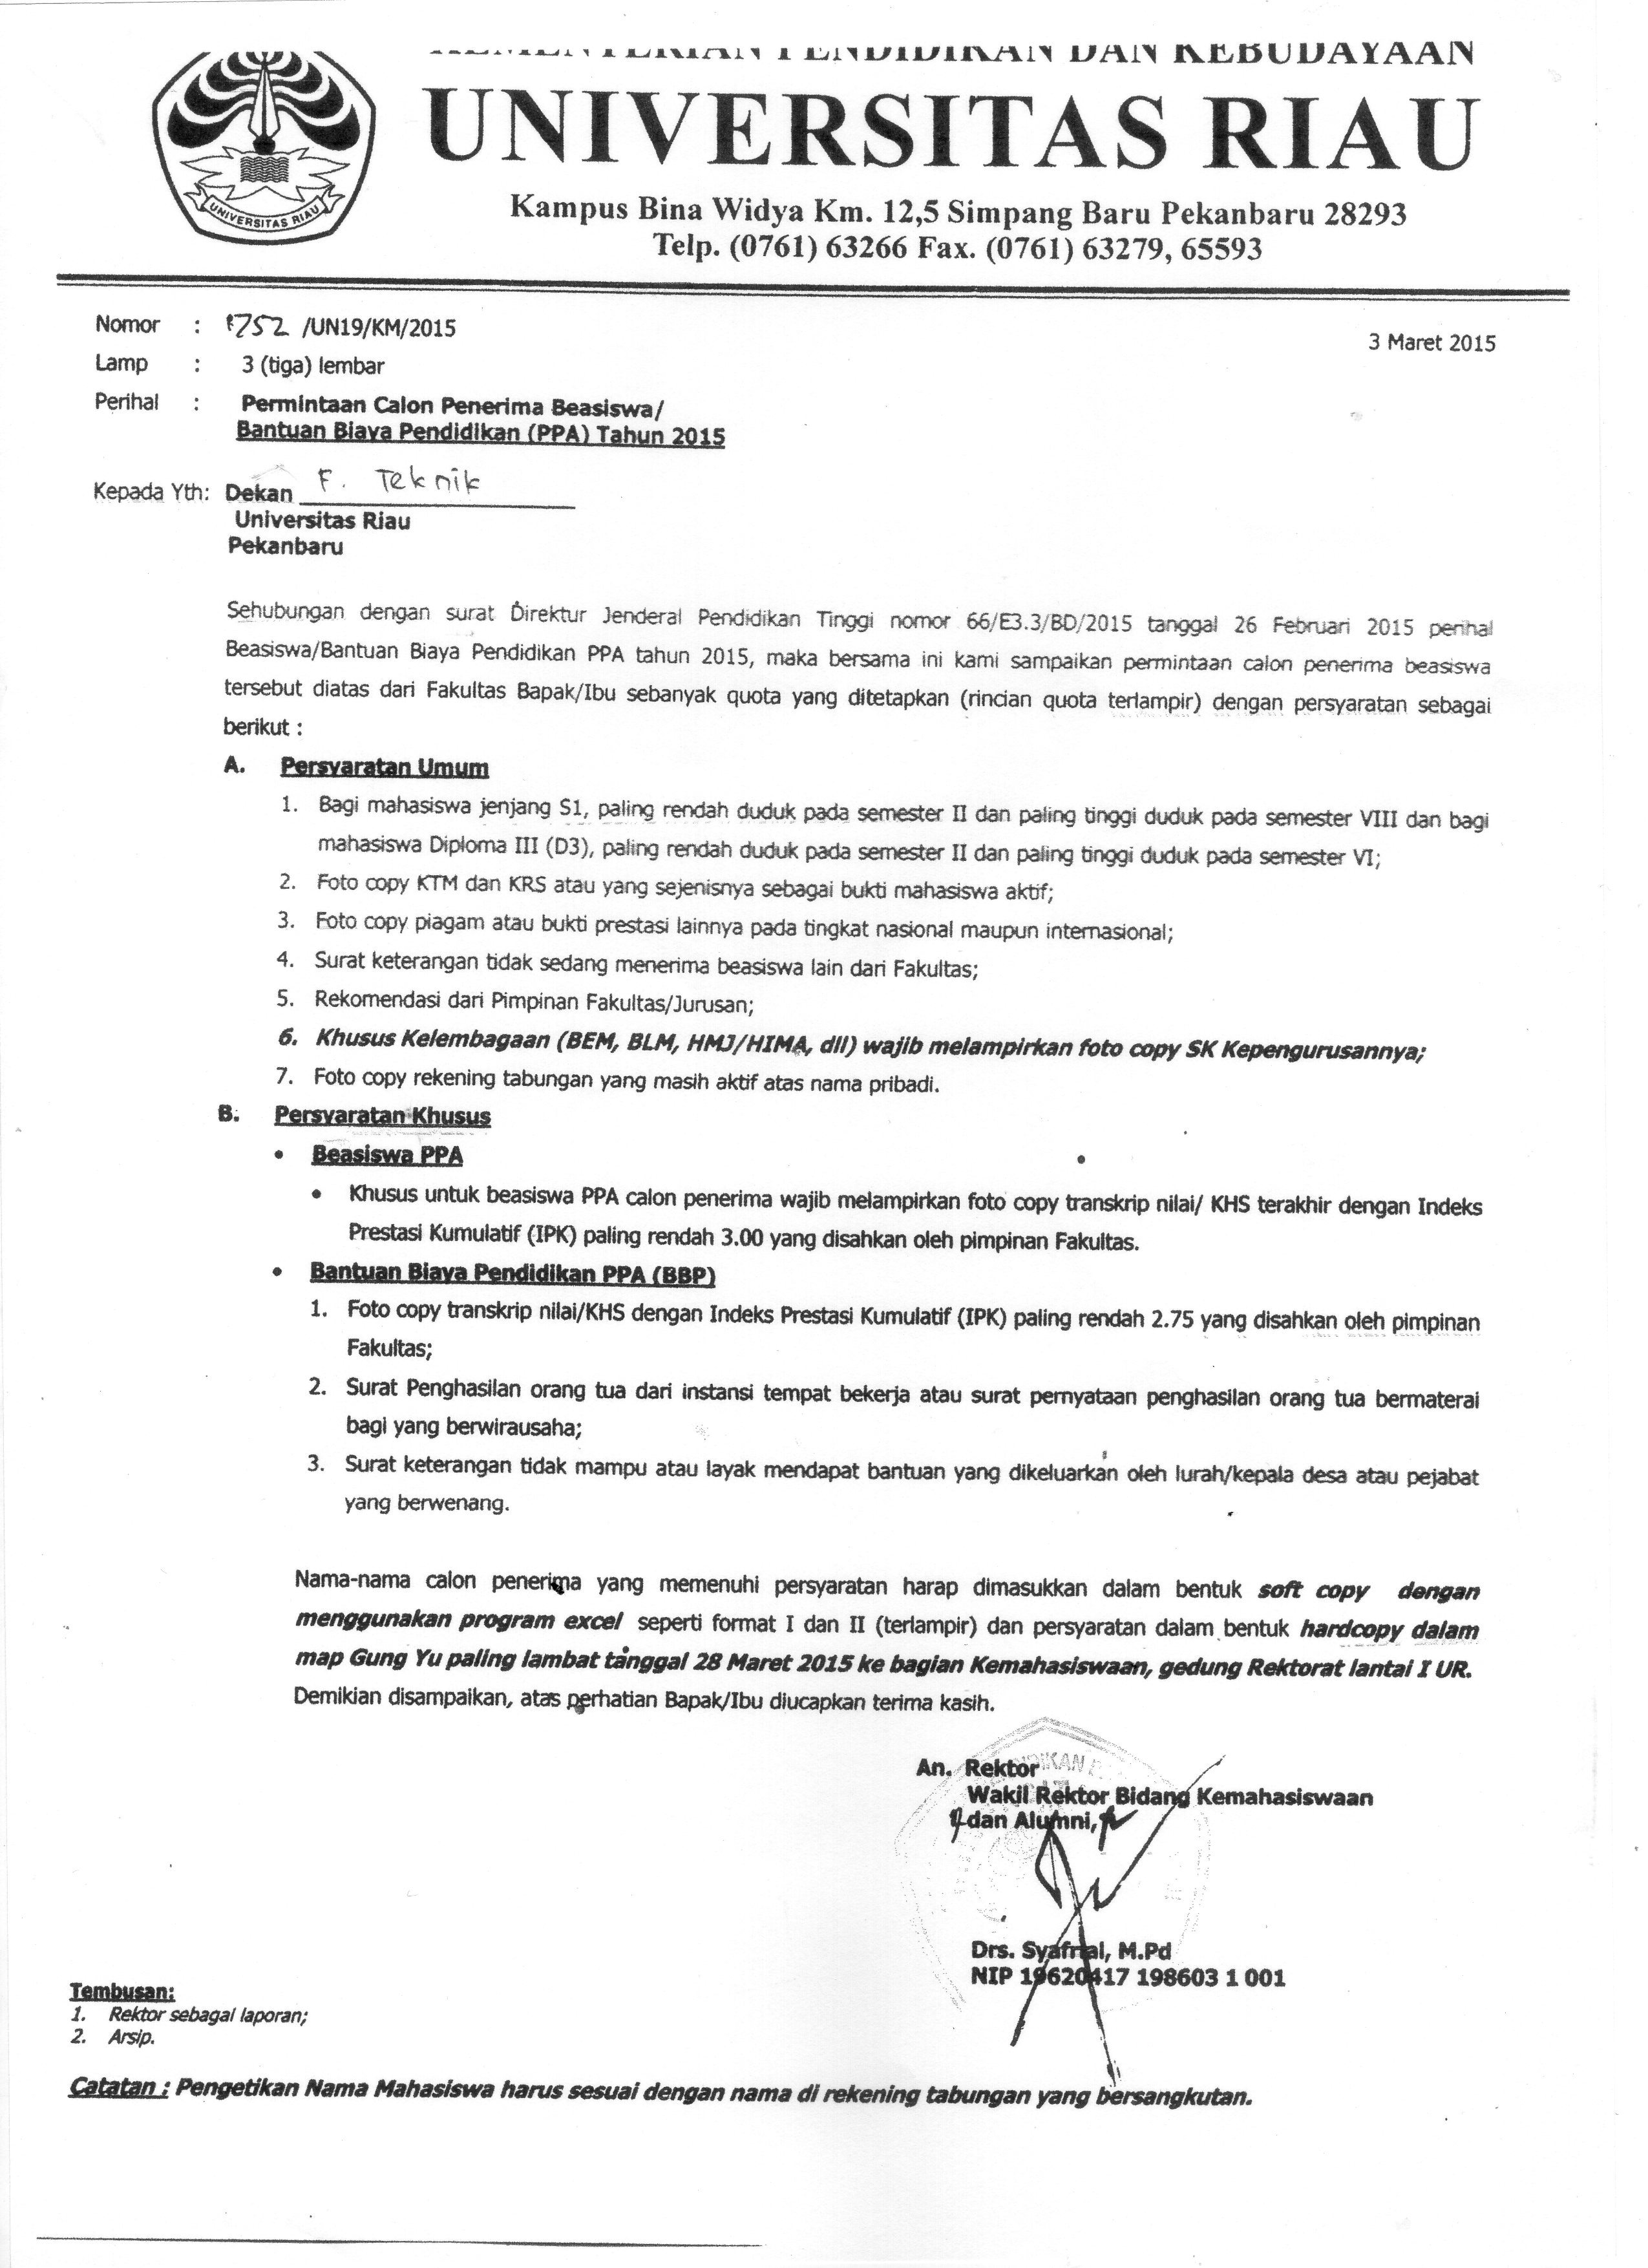 KEMENTERIAN PENDIDIKAN DAN KEBUDAYAAN
UNIVERSITAS RIAU
UNIVERSITAS RIAU
Kampus Bina Widya Km. 12,5 Simpang Baru Pekanbaru 28293
Telp. (0761) 63266 Fax. (0761) 63279, 65593
Nomor : 1752 /UN19/KM/2015
3 Maret 2015
Lamp : 3 (tiga) lembar
Perihal : Permintaan Calon Penerima Beasiswa/
Bantuan Biaya Pendidikan (PPA) Tahun 2015
Kepada Yth: Dekan F. Teknik
Universitas Riau
Pekanbaru
Sehubungan dengan surat Direktur Jenderal Pendidikan Tinggi nomor 66/E3.3/BD/2015 tanggal 26 Februari 2015 perihal
Beasiswa/Bantuan Biaya Pendidikan PPA tahun 2015, maka bersama ini kami sampaikan permintaan calon penerima beasiswa
tersebut diatas dari Fakultas Bapak/Ibu sebanyak quota yang ditetapkan (rincian quota terlampir) dengan persyaratan sebagai
berikut :
A. Persyaratan Umum
1. Bagi mahasiswa jenjang S1, paling rendah duduk pada semester II dan paling tinggi duduk pada semester VIII dan bagi
mahasiswa Diploma III (D3), paling rendah duduk pada semester II dan paling tinggi duduk pada semester VI;
2. Foto copy KTM dan KRS atau yang sejenisnya sebagai bukti mahasiswa aktif;
3. Foto copy piagam atau bukti prestasi lainnya pada tingkat nasional maupun internasional;
4. Surat keterangan tidak sedang menerima beasiswa lain dari Fakultas;
5. Rekomendasi dari Pimpinan Fakultas/Jurusan;
6. Khusus Kelembagaan (BEM, BLM, HMJ/HIMA, dll) wajib melampirkan foto copy SK Kepengurusannya;
7. Foto copy rekening tabungan yang masih aktif atas nama pribadi.
B. Persyaratan Khusus
• Beasiswa PPA
• Khusus untuk beasiswa PPA calon penerima wajib melampirkan foto copy transkrip nilai/ KHS terakhir dengan Indeks
Prestasi Kumulatif (IPK) paling rendah 3.00 yang disahkan oleh pimpinan Fakultas.
• Bantuan Biaya Pendidikan PPA (BBP)
1. Foto copy transkrip nilai/KHS dengan Indeks Prestasi Kumulatif (IPK) paling rendah 2.75 yang disahkan oleh pimpinan
Fakultas;
2. Surat Penghasilan orang tua dari instansi tempat bekerja atau surat pernyataan penghasilan orang tua bermaterai
bagi yang berwirausaha;
3. Surat keterangan tidak mampu atau layak mendapat bantuan yang dikeluarkan oleh lurah/kepala desa atau pejabat
yang berwenang.
Nama-nama calon penerima yang memenuhi persyaratan harap dimasukkan dalam bentuk soft copy dengan
menggunakan program excel seperti format I dan II (terlampir) dan persyaratan dalam bentuk hardcopy dalam
map Gung Yu paling lambat tanggal 28 Maret 2015 ke bagian Kemahasiswaan, gedung Rektorat lantai I UR.
Demikian disampaikan, atas perhatian Bapak/Ibu diucapkan terima kasih.
An. Rektor
Wakil Rektor Bidang Kemahasiswaan
dan Alumni,
Drs. Syafrial, M.Pd
NIP 19620417 198603 1 001
Tembusan:
1. Rektor sebagai laporan;
2. Arsip.
Catatan : Pengetikan Nama Mahasiswa harus sesuai dengan nama di rekening tabungan yang bersangkutan.